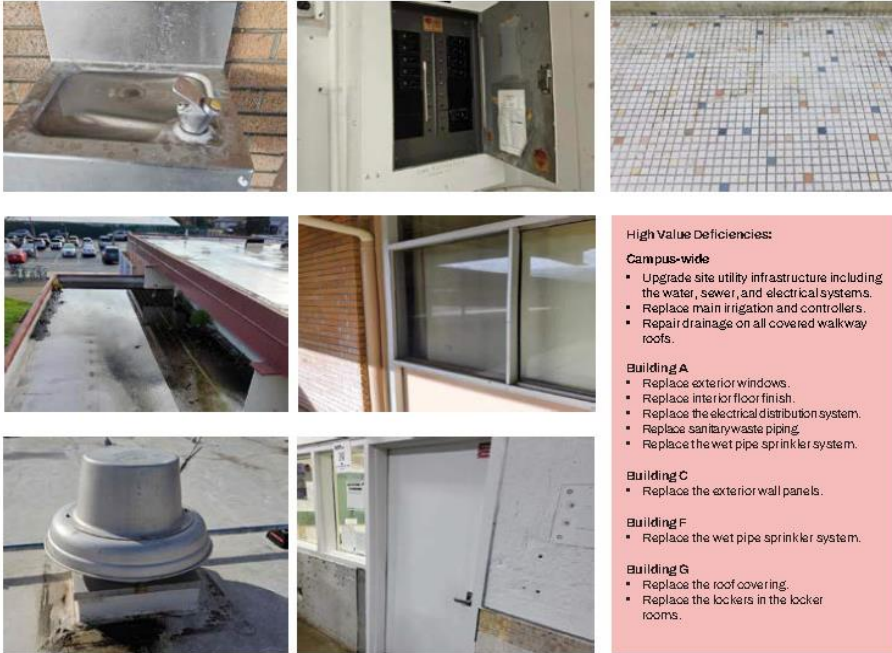 High Value Deficiencies:
Campus-wide
• Upgrade site utility infrastructure including
the water, sewer, and electrical systems.
• Replace main irrigation and controllers.
• Repair drainage on all covered walkway
roofs.
Building A
• Replace exterior windows.
• Replace interior floor finish.
• Replace the electrical distribution system.
• Replace sanitary waste piping.
• Replace the wet pipe sprinkler system.
Building C
• Replace the exterior wall panels.
Building F
• Replace the wet pipe sprinkler system.
Building G
• Replace the roof covering.
• Replace the lockers in the locker
rooms.